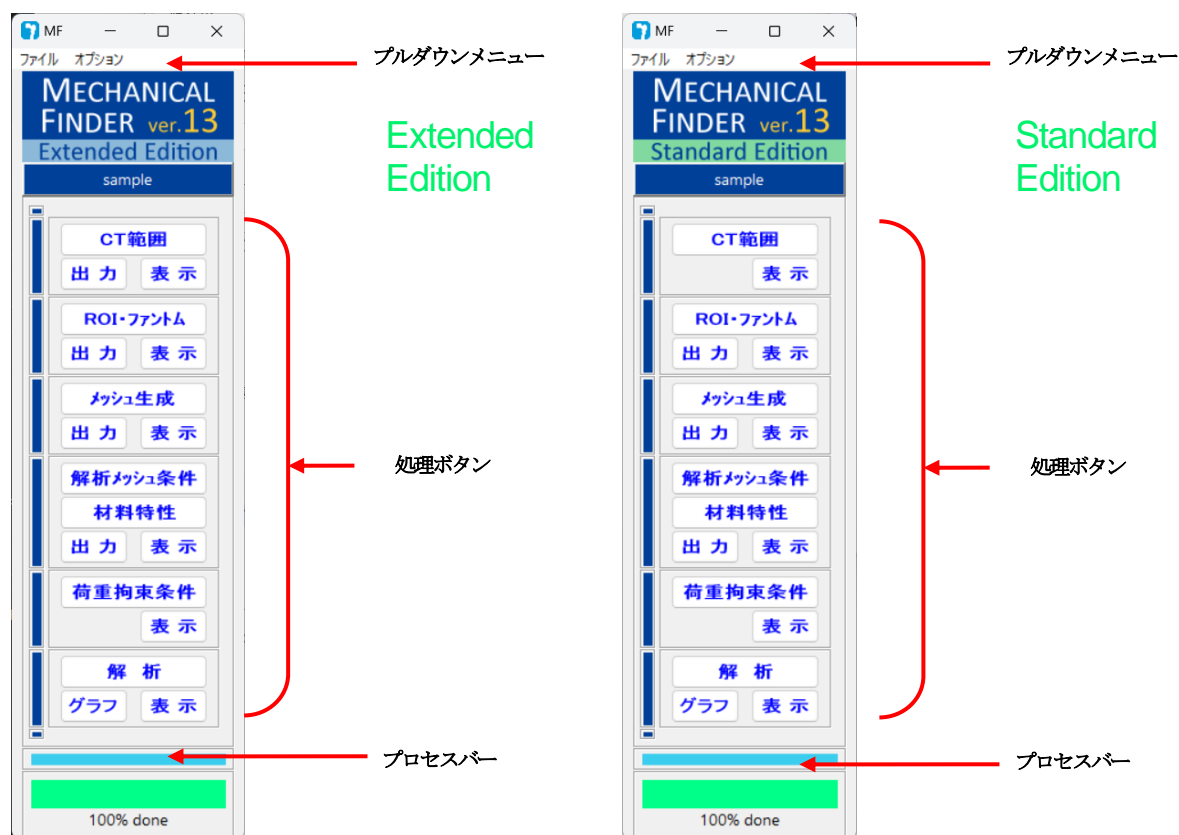 MF
ファイル オプション
MECHANICAL
FINDER ver.13
Extended Edition
sample
CT範囲
出 力 表 示
ROI・ファントム
出 力 表 示
メッシュ生成
出 力 表 示
解析メッシュ条件
材料特性
出 力 表 示
荷重拘束条件
表 示
解 析
グラフ 表 示
100% done
プルダウンメニュー
Extended
Edition
処理ボタン
プロセスバー
MF
ファイル オプション
MECHANICAL
FINDER ver.13
Standard Edition
sample
CT範囲
表 示
ROI・ファントム
出 力 表 示
メッシュ生成
出 力 表 示
解析メッシュ条件
材料特性
出 力 表 示
荷重拘束条件
表 示
解 析
グラフ 表 示
100% done
プルダウンメニュー
Standard
Edition
処理ボタン
プロセスバー